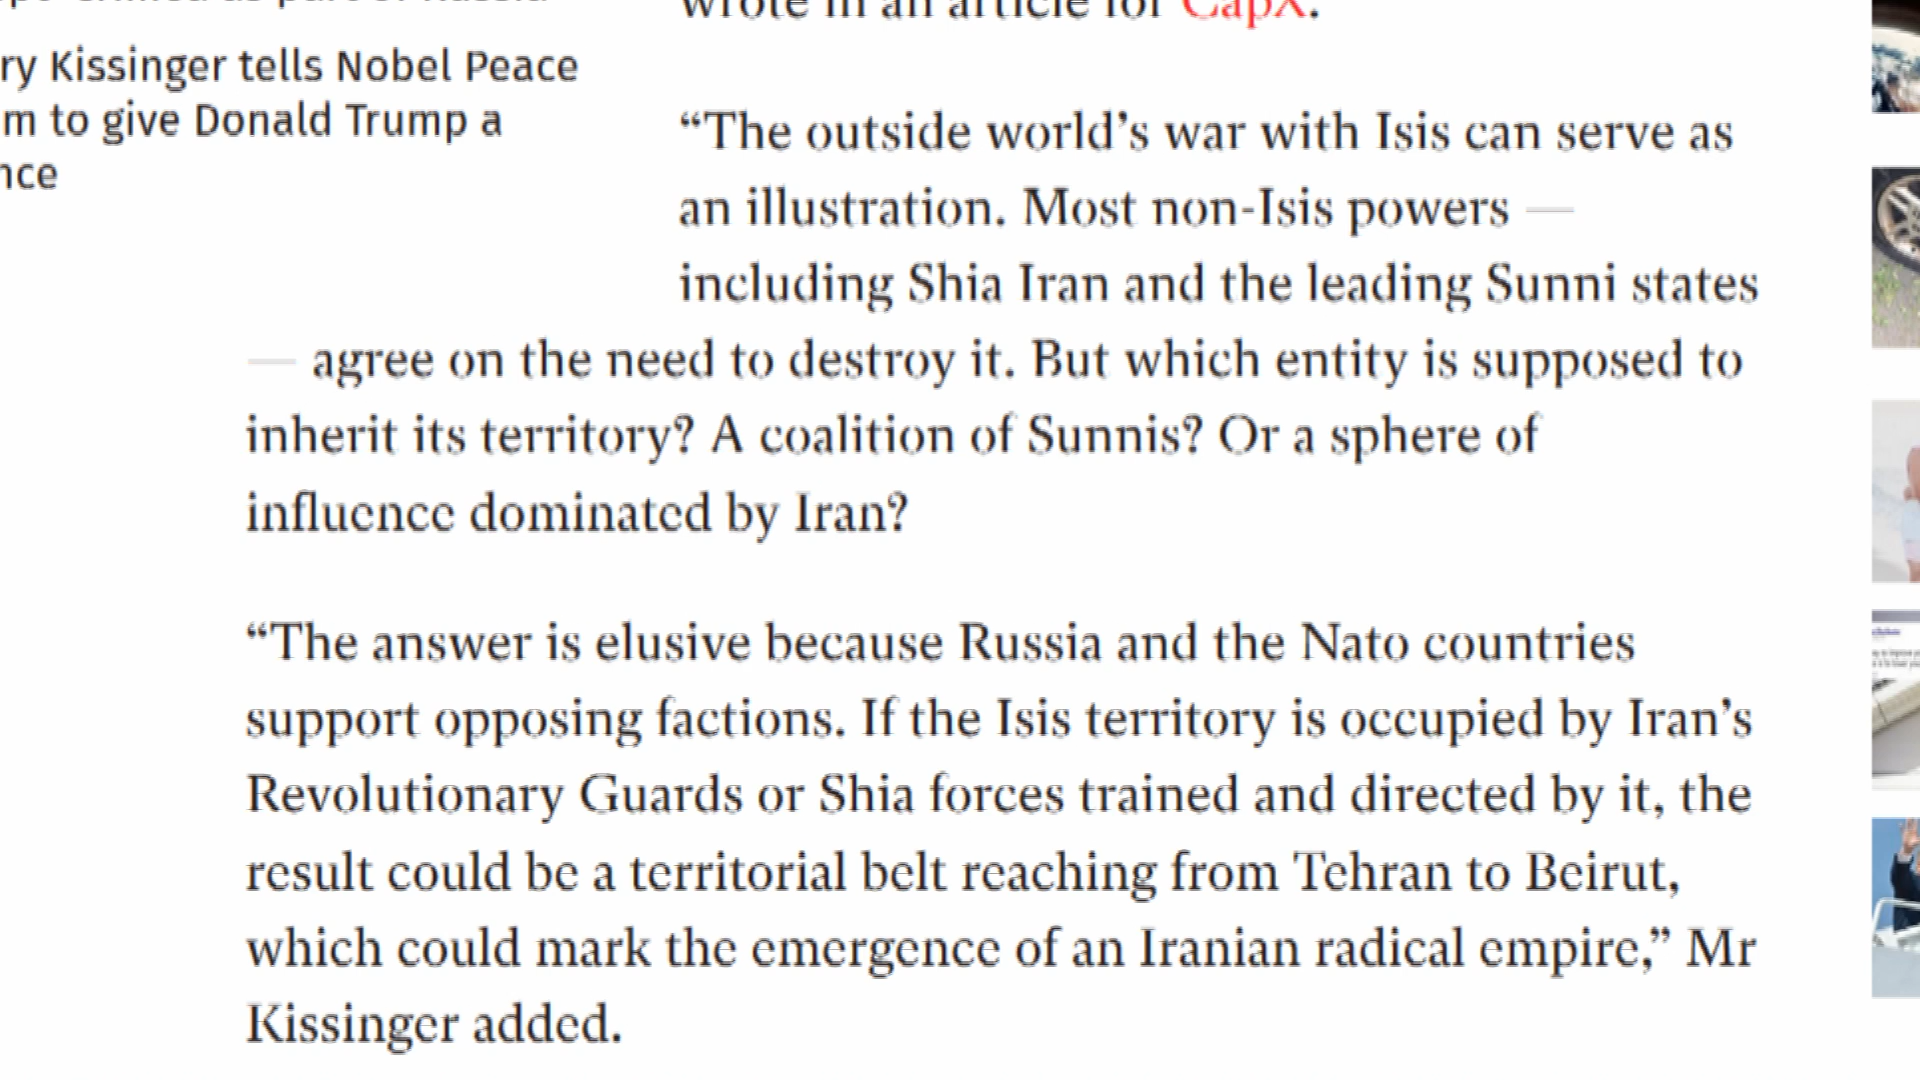 ry Kissinger tells Nobel Peace
m to give Donald Trump a
nce
wrote in an article for CapX.
“The outside world’s war with Isis can serve as
an illustration. Most non-Isis powers —
including Shia Iran and the leading Sunni states
— agree on the need to destroy it. But which entity is supposed to
inherit its territory? A coalition of Sunnis? Or a sphere of
influence dominated by Iran?
“The answer is elusive because Russia and the Nato countries
support opposing factions. If the Isis territory is occupied by Iran’s
Revolutionary Guards or Shia forces trained and directed by it, the
result could be a territorial belt reaching from Tehran to Beirut,
which could mark the emergence of an Iranian radical empire,” Mr
Kissinger added.